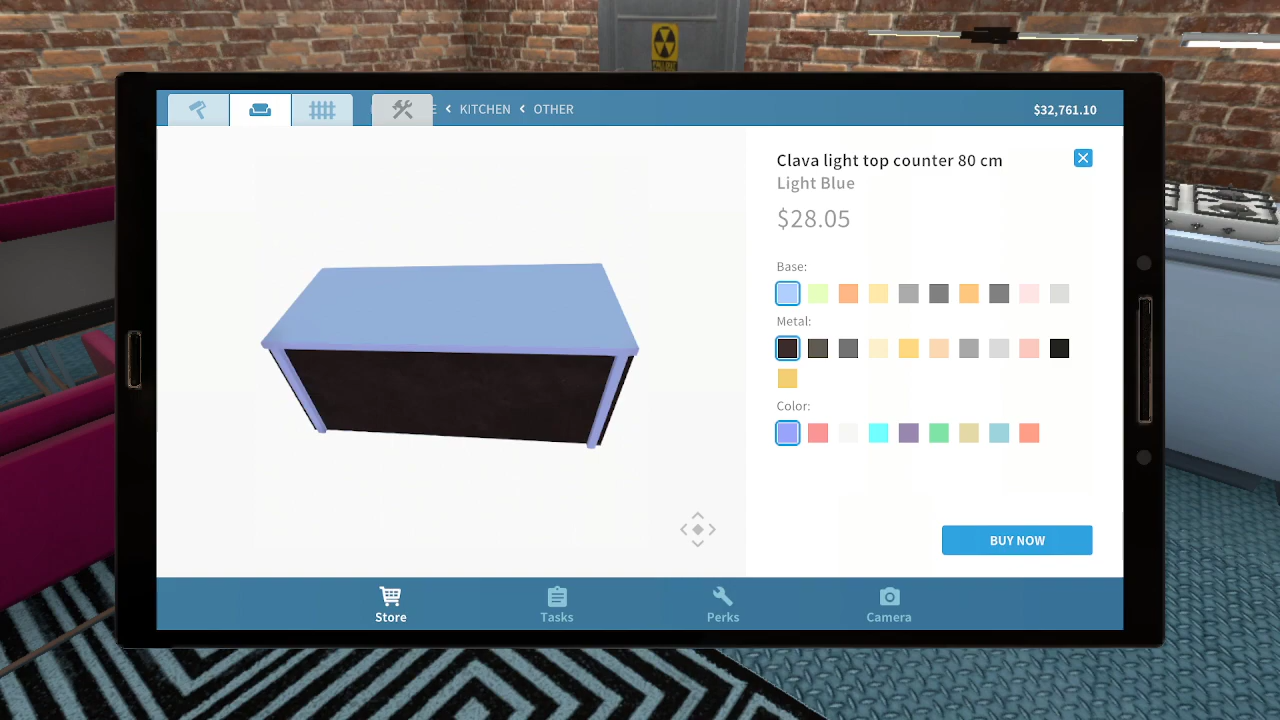 FALLOUT
E < KITCHEN < OTHER
$32,761.10
Clava light top counter 80 cm
Light Blue
$28.05
Base:
Metal:
Color:
BUY NOW
Store
Tasks
Perks
Camera